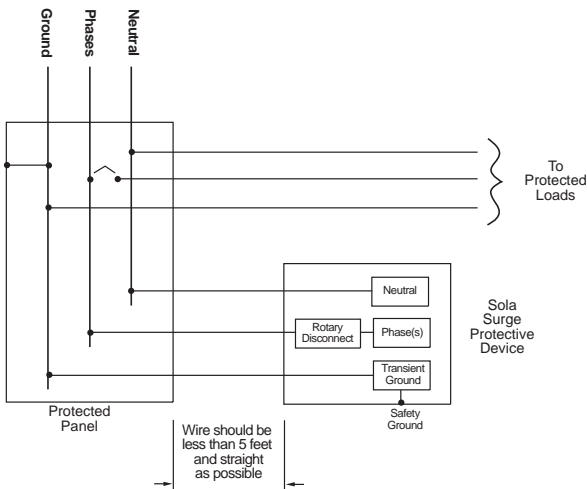 Ground
Phases
Neutral
To
Protected
Loads
Neutral
Rotary
Disconnect
Phase(s)
Transient
Ground
Safety
Ground
Sola
Surge
Protective
Device
Protected
Panel
Wire should be
less than 5 feet
and straight
as possible